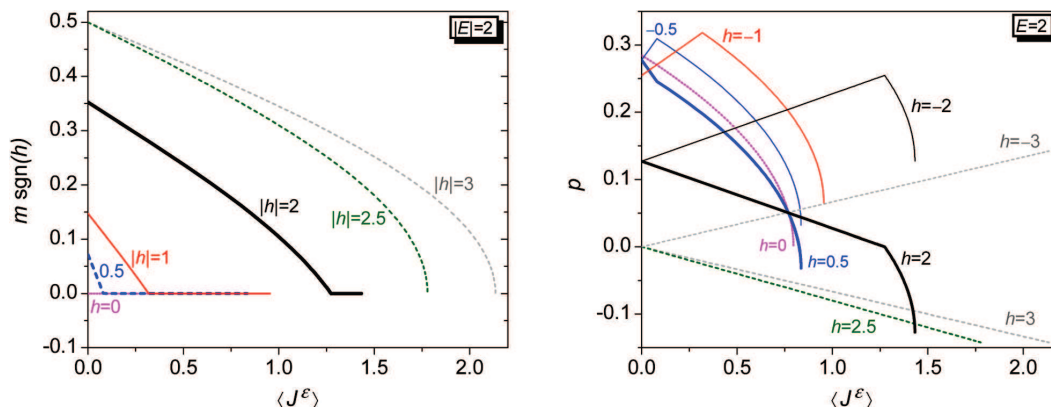 |E|=2
0.5
0.4
0.3
0.2
0.1
0.0
-0.1
m sgn(h)
|h|=3
|h|=2
|h|=2.5
|h|=1
0.5
h=0
0.0
0.5
1.0
1.5
2.0
⟨J^ε⟩
E=2
0.3
0.2
0.1
0.0
-0.1
p
−0.5
h=−1
h=−2
h=−3
h=0
h=0.5
h=2
h=2.5
h=3
0.0
0.5
1.0
1.5
2.0
⟨J^ε⟩